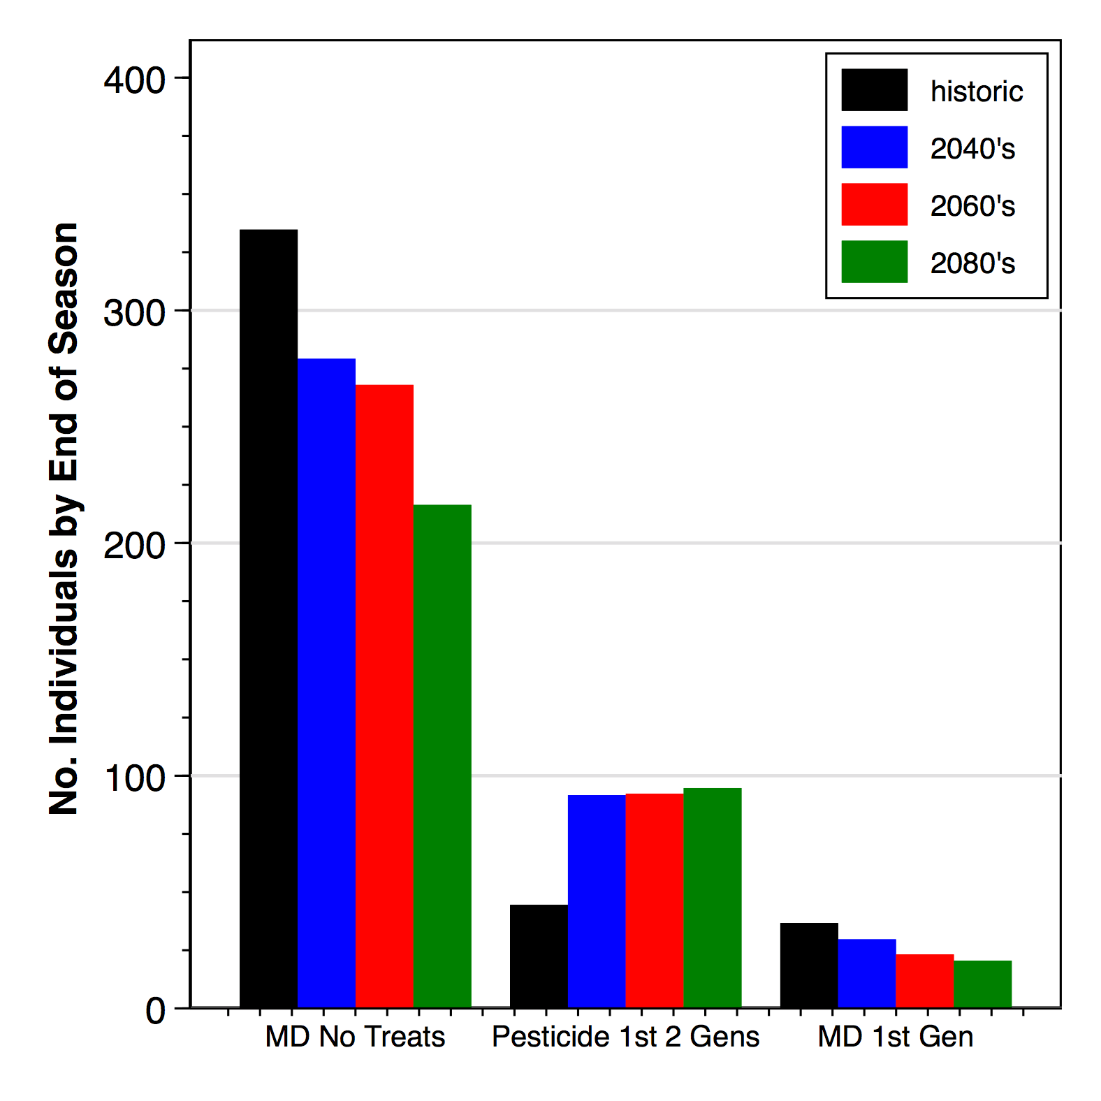 No. Individuals by End of Season
400
300
200
100
0
historic
2040's
2060's
2080's
MD No Treats
Pesticide 1st 2 Gens
MD 1st Gen